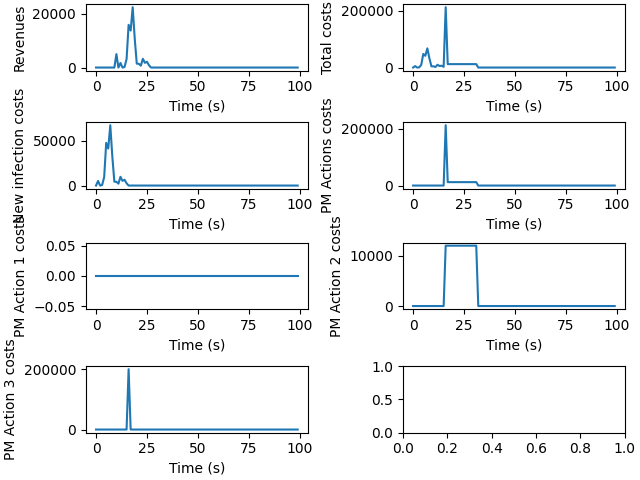 Revenues
20000
0
0 25 50 75 100
Time (s)
Total costs
200000
0
0 25 50 75 100
Time (s)
New infection costs
50000
0
0 25 50 75 100
Time (s)
PM Actions costs
200000
0
0 25 50 75 100
Time (s)
PM Action 1 costs
0.05
0.00
−0.05
0 25 50 75 100
Time (s)
PM Action 2 costs
10000
0
0 25 50 75 100
Time (s)
PM Action 3 costs
200000
0
0 25 50 75 100
Time (s)
1.0
0.5
0.0
0.0 0.2 0.4 0.6 0.8 1.0